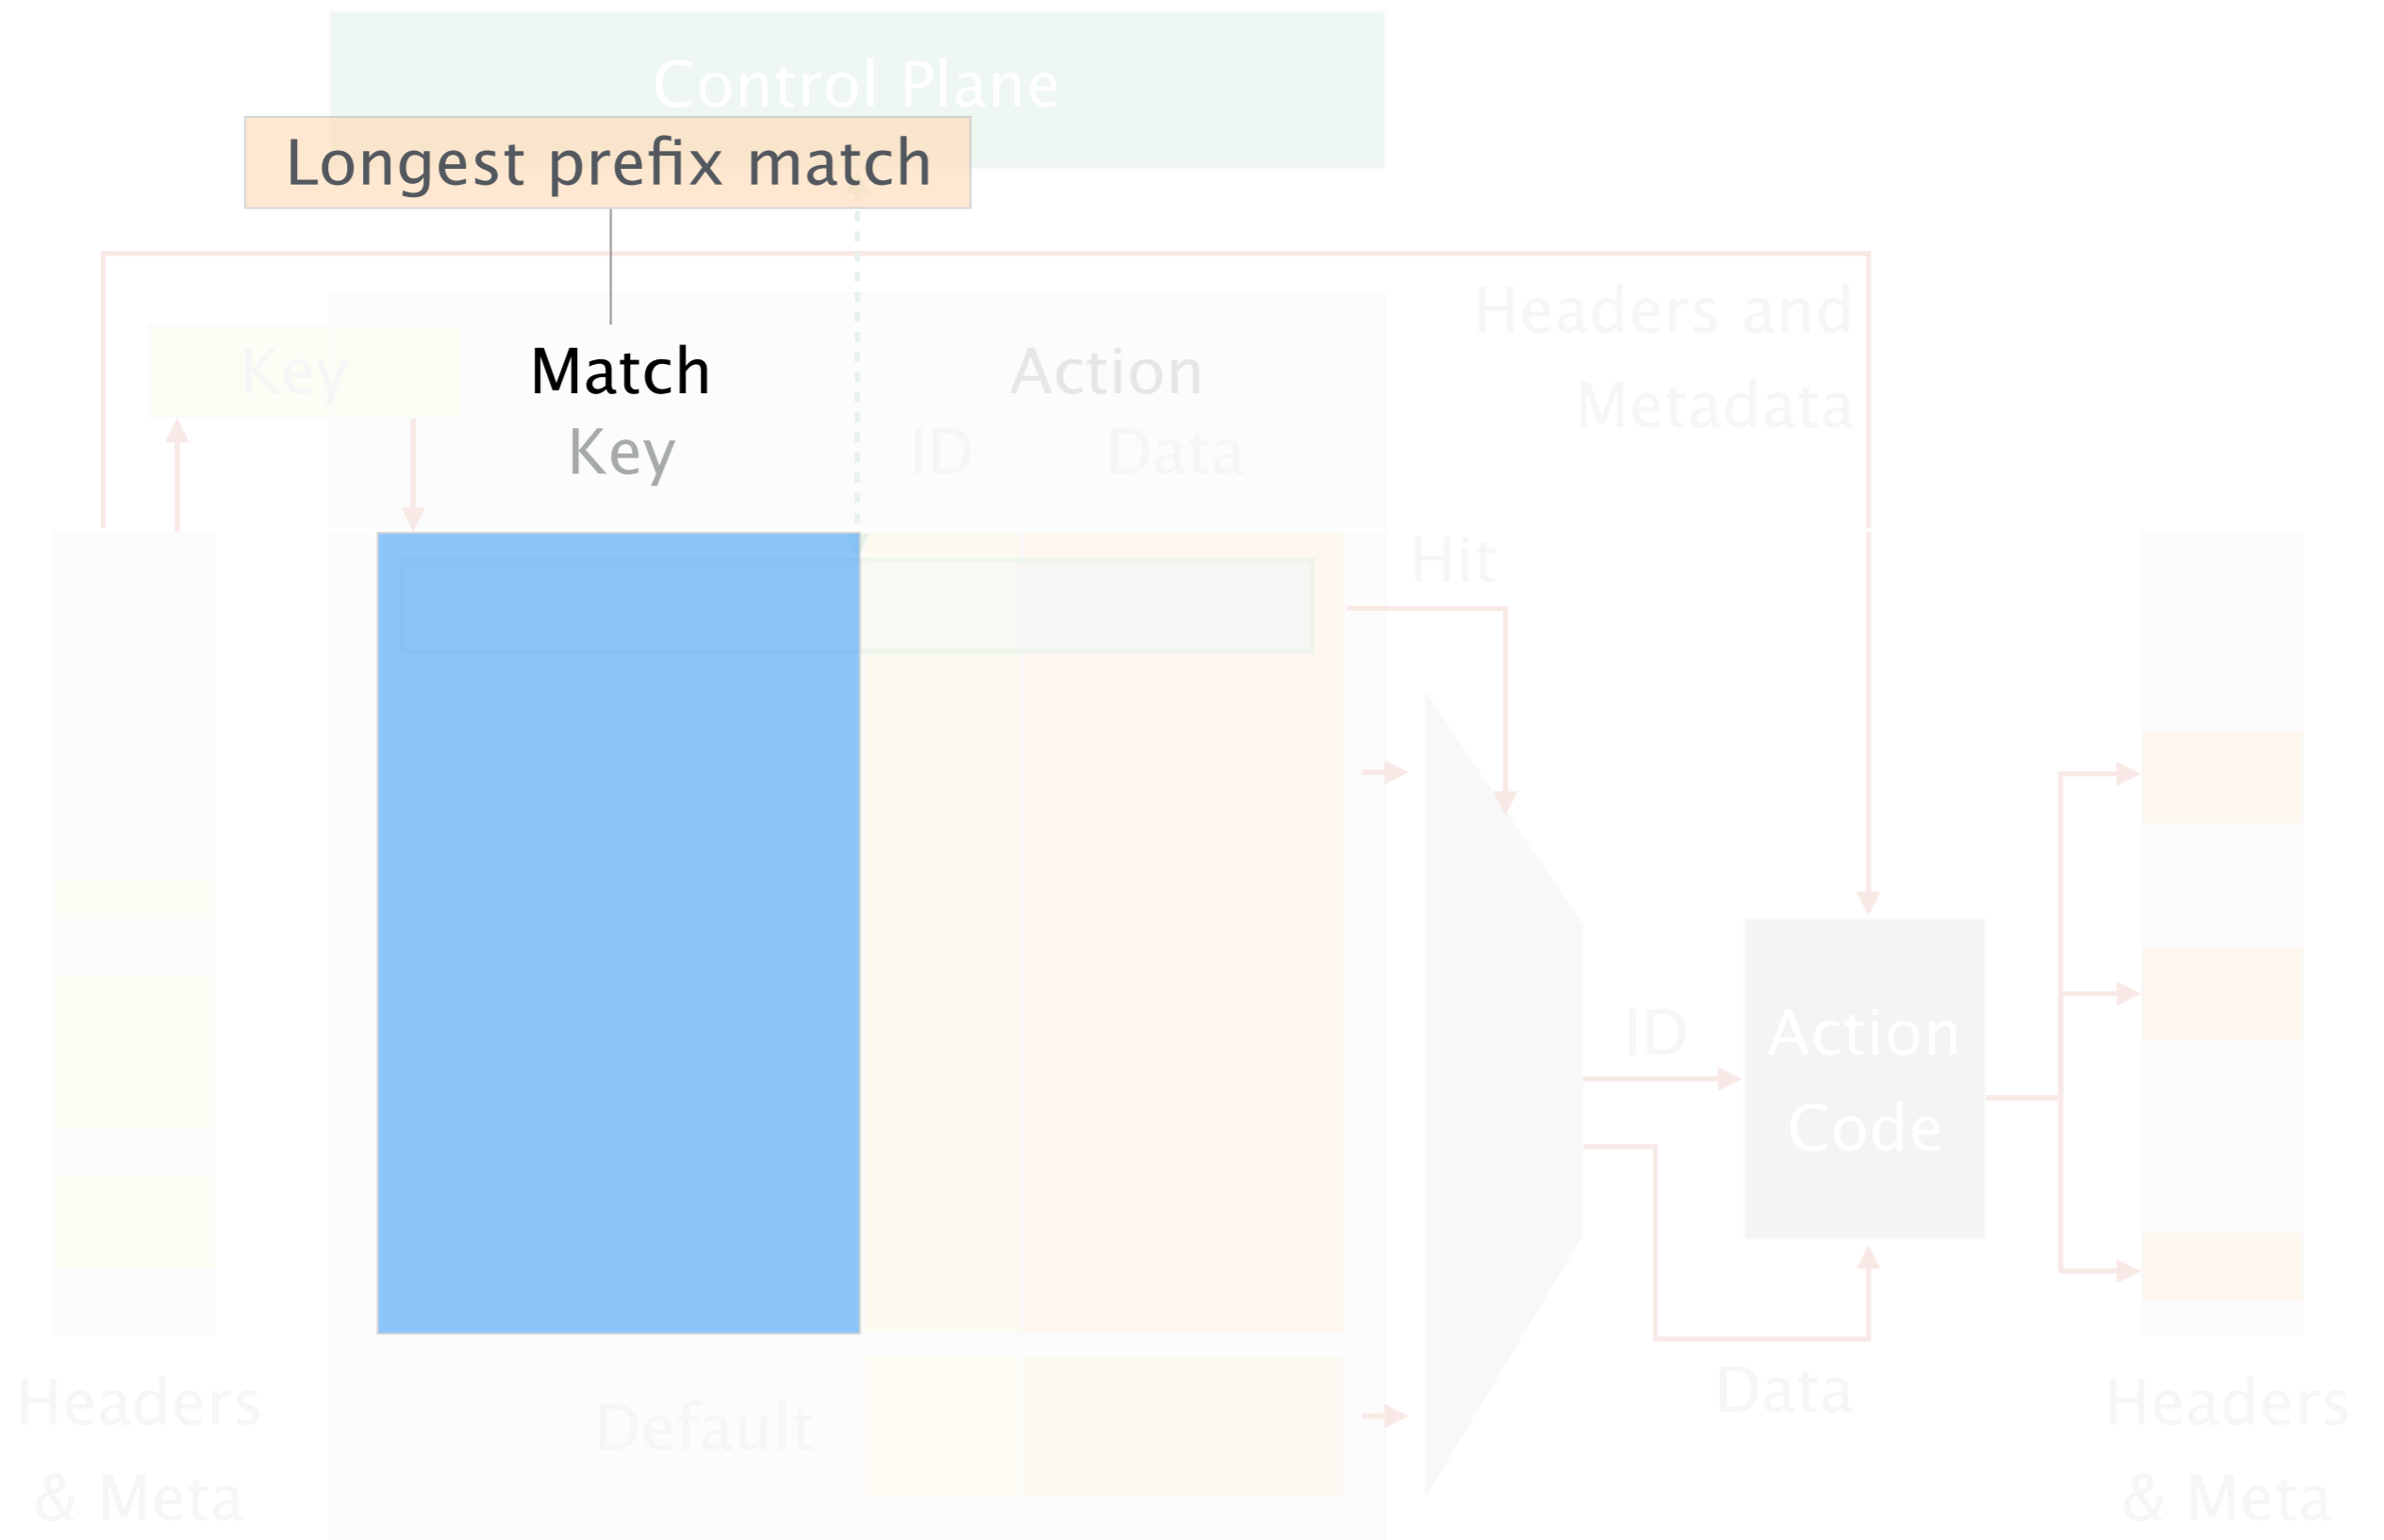 Control Plane
Longest prefix match
Headers and
Metadata
Key
Match
Action
Key
ID
Data
Hit
ID
Action
Code
Data
Default
Headers
& Meta
Headers
& Meta